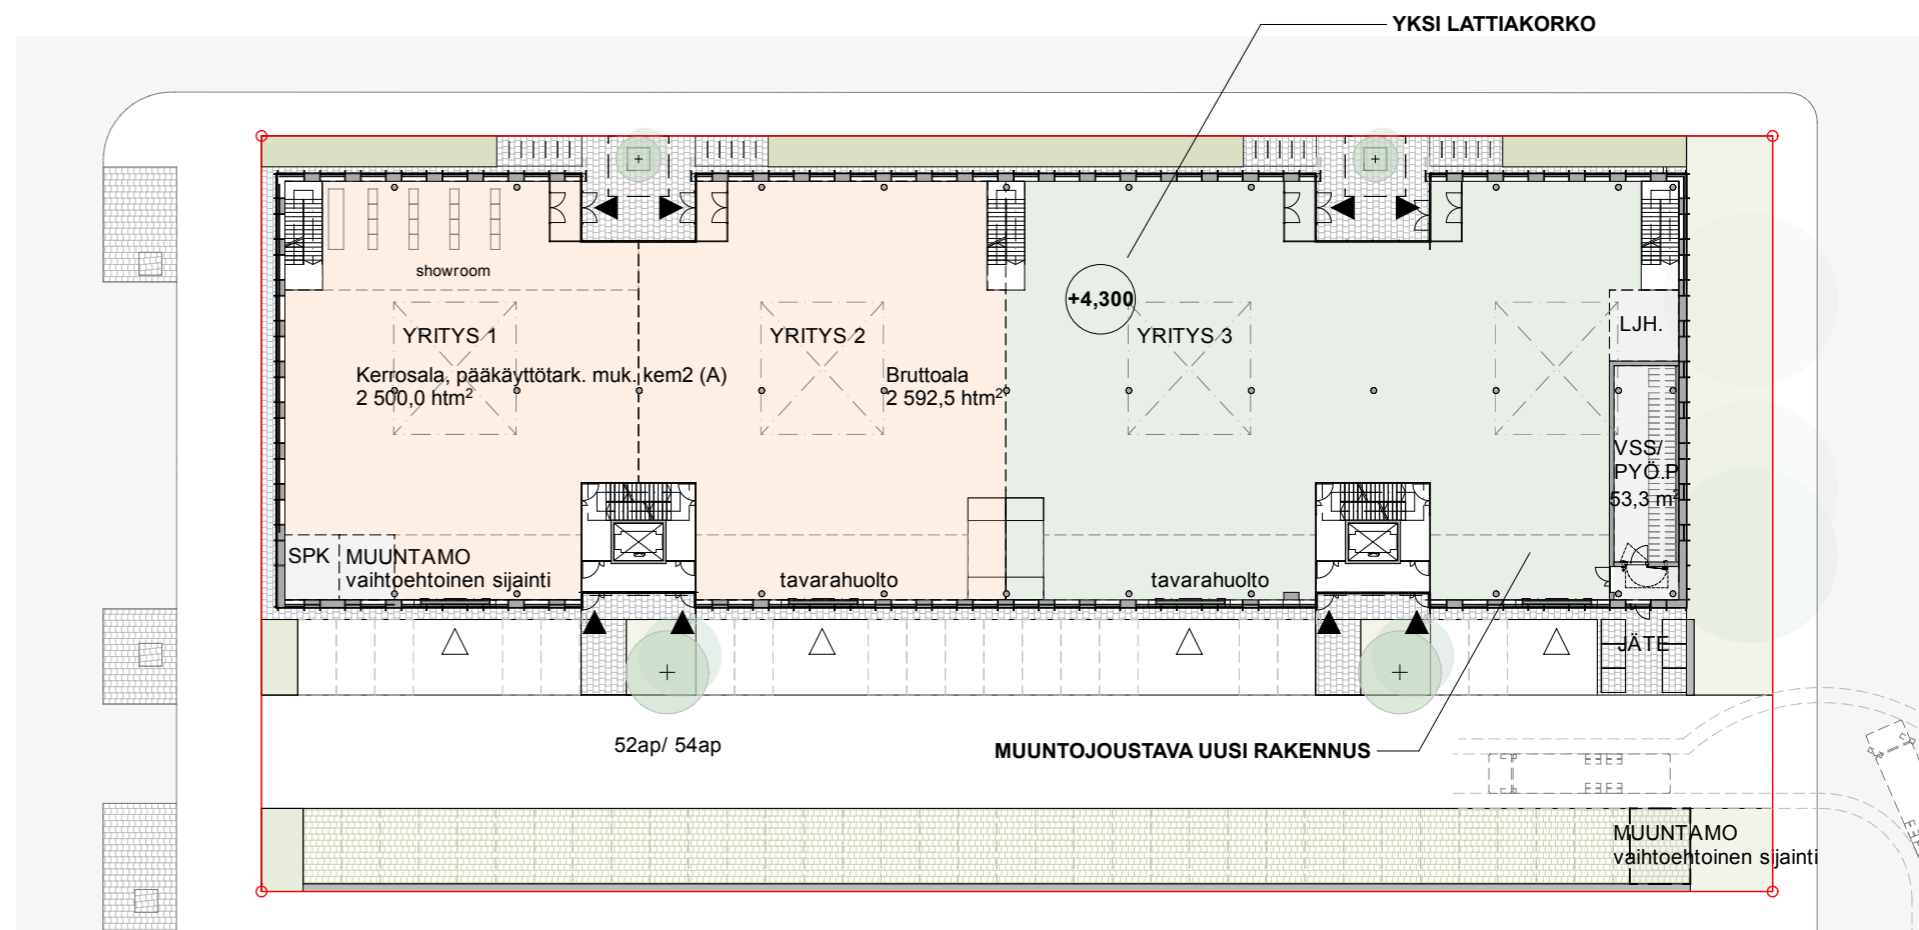 YKSI LATTIAKORKO
showroom
+4,300
YRITYS 1
YRITYS 2
YRITYS 3
LJH.
Kerrosala, pääkäyttötark. muk. kem2 (A)
2 500,0 htm²
Bruttoala
2 592,5 htm²
VSS/
PYÖ.P
53,3 m²
SPK
MUUNTAMO
vaihtoehtoinen sijainti
tavarahuolto
tavarahuolto
JÄTE
52ap/ 54ap
MUUNTOJOUSTAVA UUSI RAKENNUS
MUUNTAMO
vaihtoehtoinen sijainti